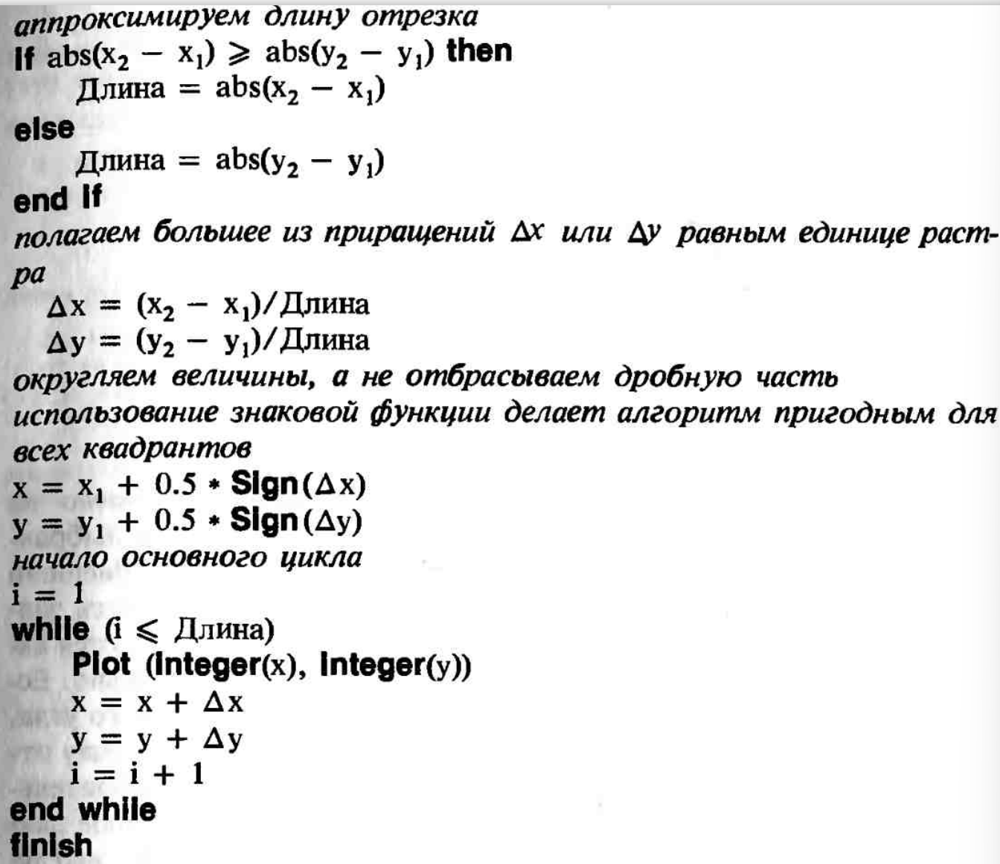 аппроксимируем длину отрезка
if abs(x₂ − x₁) ⩾ abs(y₂ − y₁) then
Длина = abs(x₂ − x₁)
else
Длина = abs(y₂ − y₁)
end if
полагаем большее из приращений Δx или Δy равным единице раст-
ра
Δx = (x₂ − x₁)/Длина
Δy = (y₂ − y₁)/Длина
округляем величины, а не отбрасываем дробную часть
использование знаковой функции делает алгоритм пригодным для
всех квадрантов
x = x₁ + 0.5 * Sign(Δx)
y = y₁ + 0.5 * Sign(Δy)
начало основного цикла
i = 1
while (i ⩽ Длина)
Plot (Integer(x), Integer(y))
x = x + Δx
y = y + Δy
i = i + 1
end while
finish